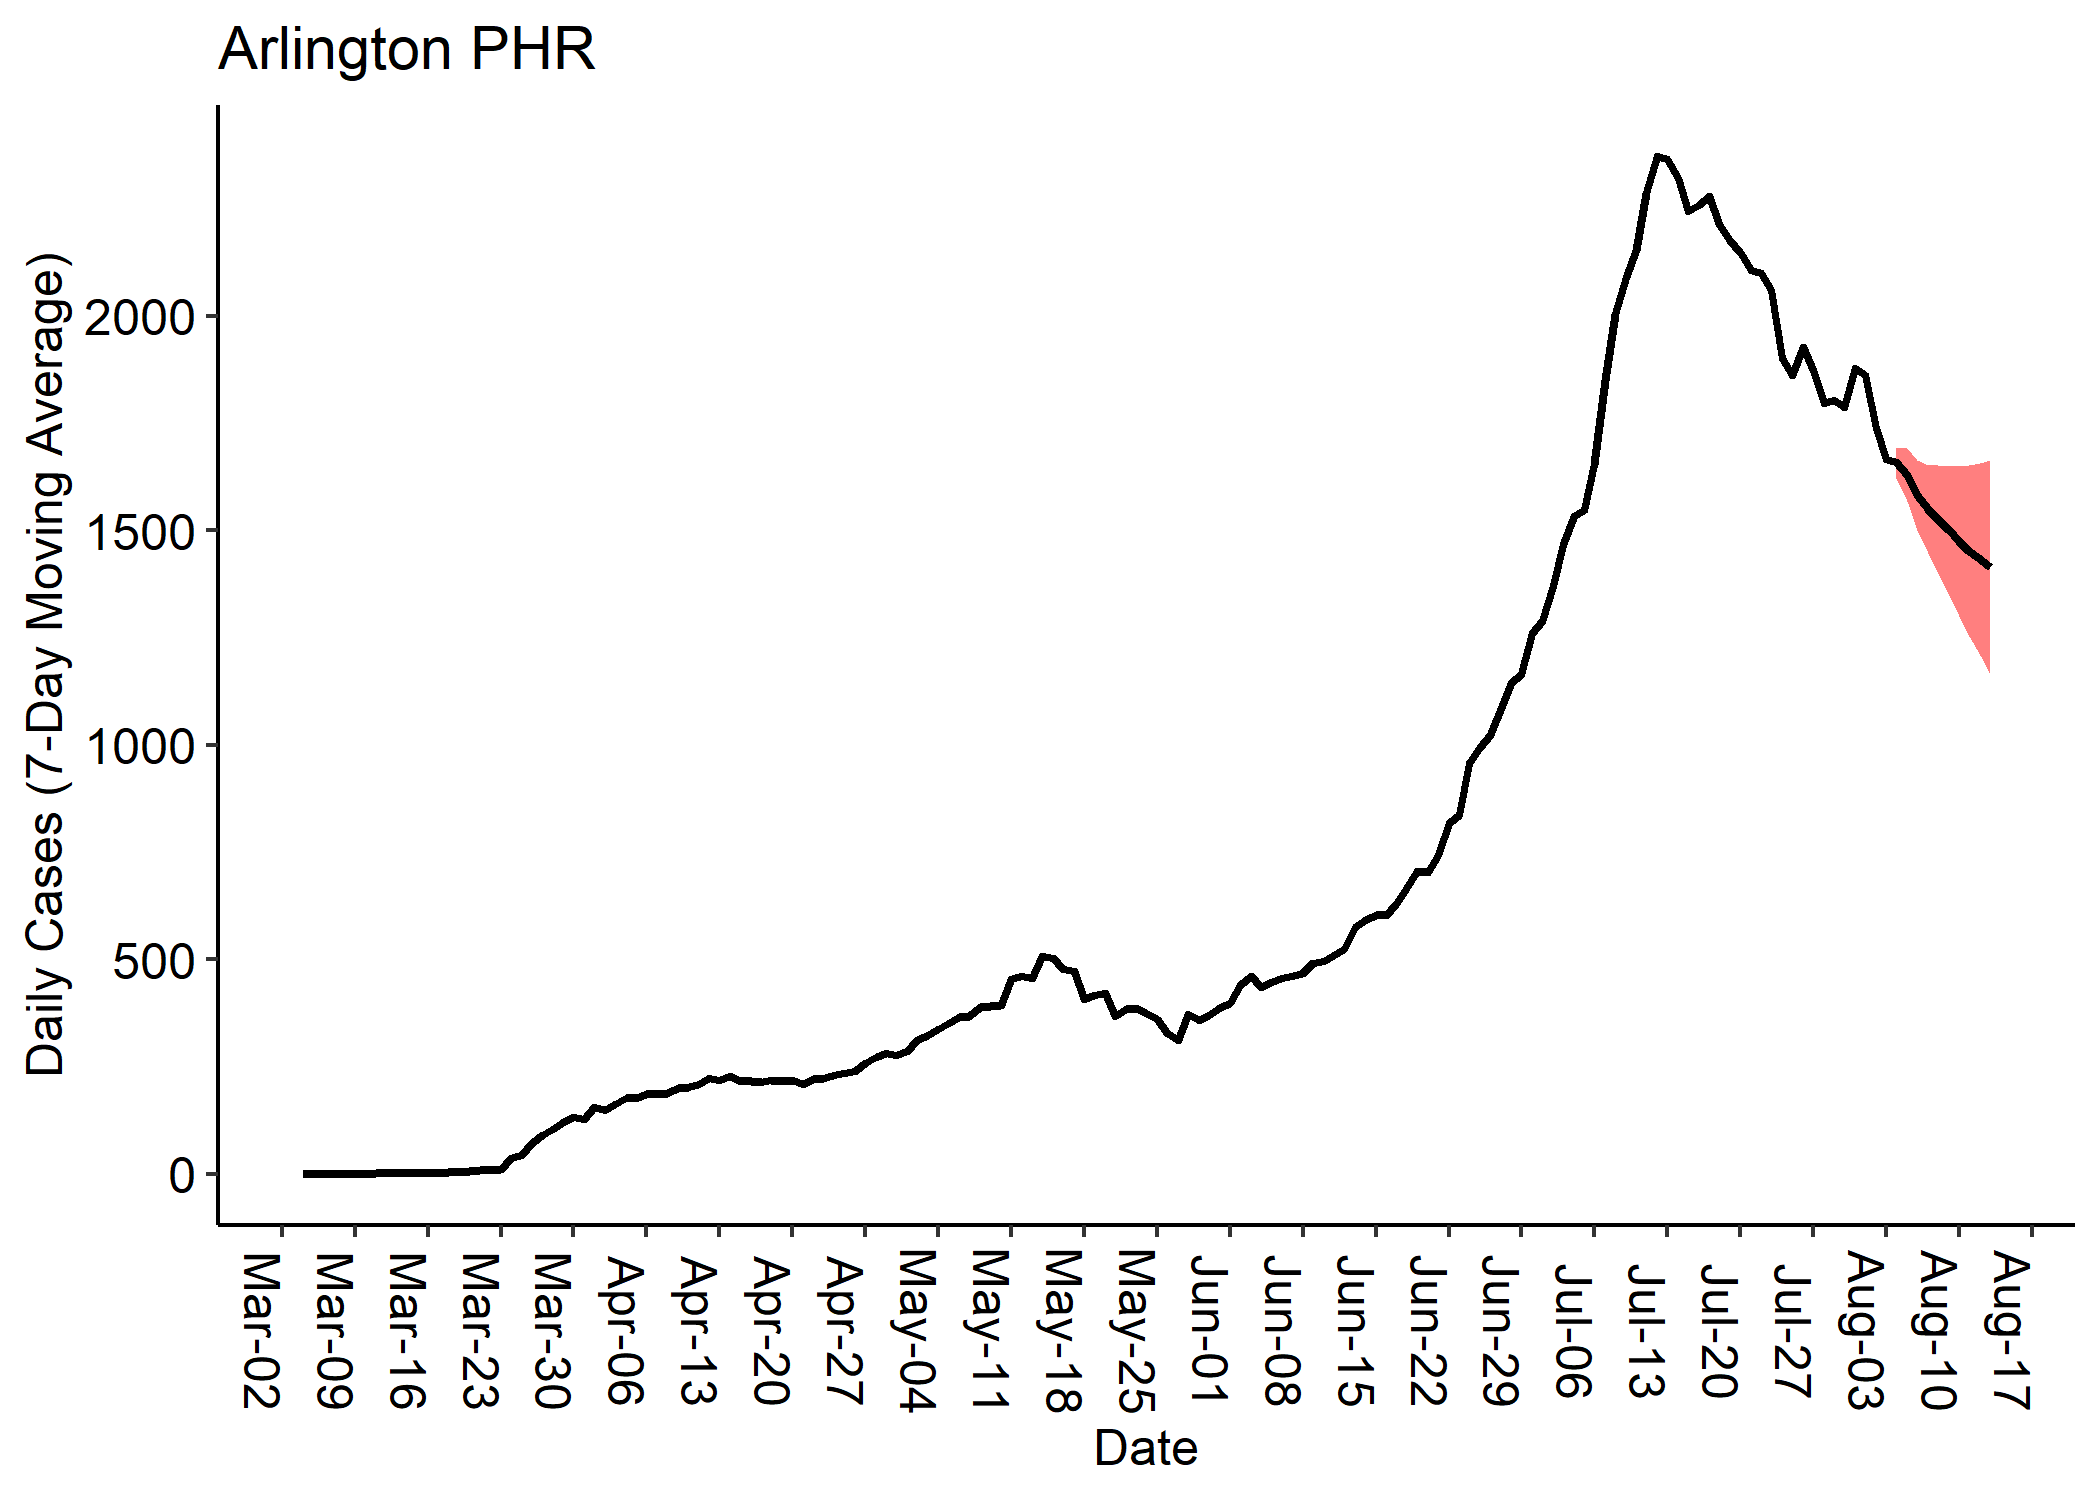 Arlington PHR
Daily Cases (7-Day Moving Average)
2000
1500
1000
500
0
Mar-02
Mar-09
Mar-16
Mar-23
Mar-30
Apr-06
Apr-13
Apr-20
Apr-27
May-04
May-11
May-18
May-25
Jun-01
Jun-08
Jun-15
Jun-22
Jun-29
Jul-06
Jul-13
Jul-20
Jul-27
Aug-03
Aug-10
Aug-17
Date